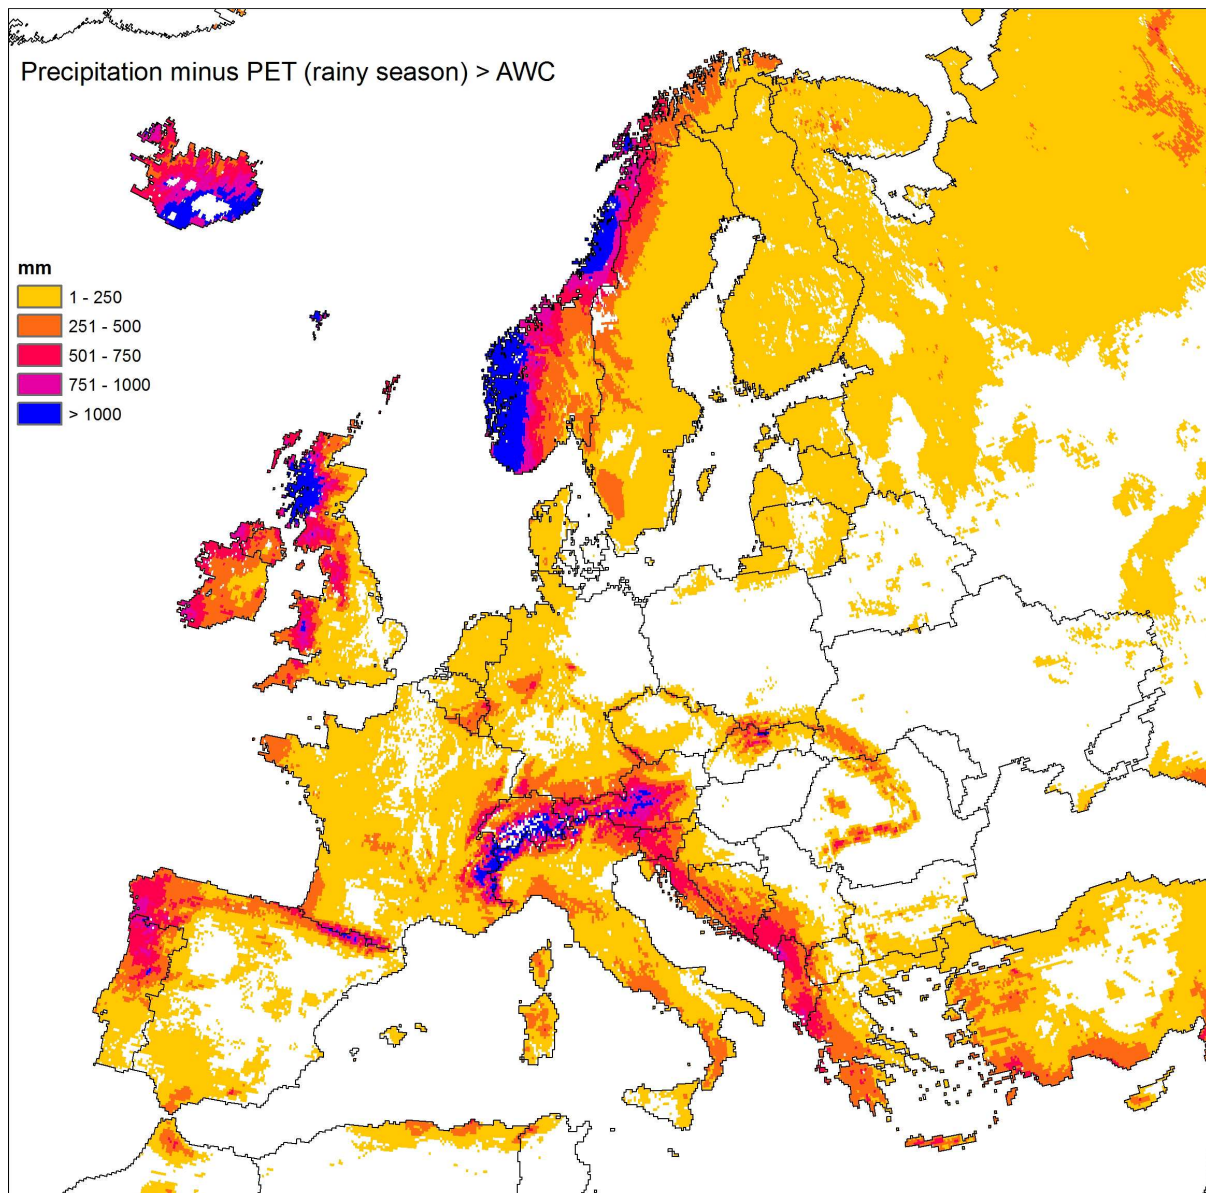 Precipitation minus PET (rainy season) > AWC
mm
1 - 250
251 - 500
501 - 750
751 - 1000
> 1000